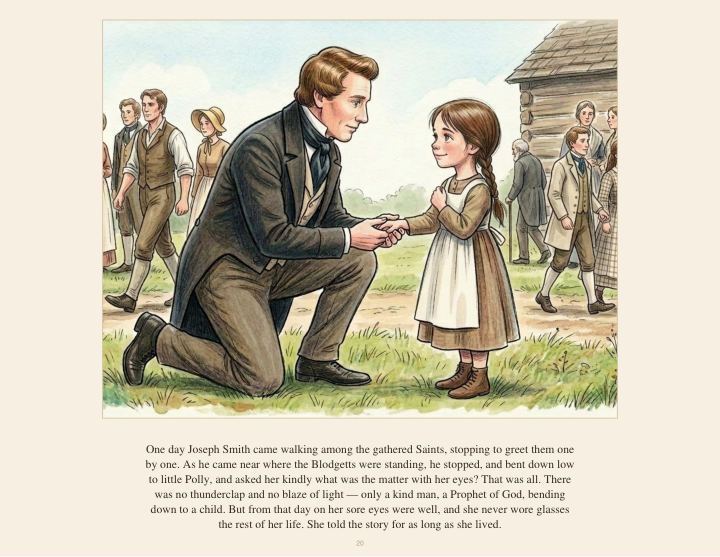 One day Joseph Smith came walking among the gathered Saints, stopping to greet them one
by one. As he came near where the Blodgetts were standing, he stopped, and bent down low
to little Polly, and asked her kindly what was the matter with her eyes? That was all. There
was no thunderclap and no blaze of light — only a kind man, a Prophet of God, bending
down to a child. But from that day on her sore eyes were well, and she never wore glasses
the rest of her life. She told the story for as long as she lived.
20